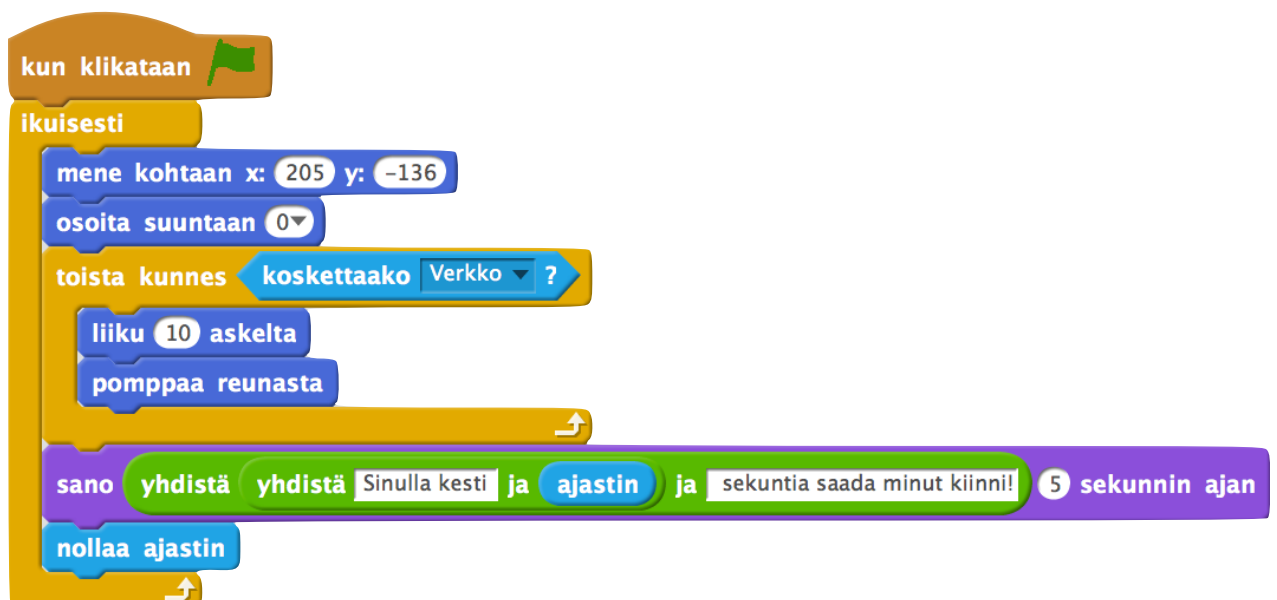 kun klikataan
ikuisesti
mene kohtaan x: 205 y: -136
osoita suuntaan 0
toista kunnes koskettaako Verkko ?
liiku 10 askelta
pomppaa reunasta
sano yhdistä yhdistä Sinulla kesti ja ajastin ja sekuntia saada minut kiinni! 5 sekunnin ajan
nollaa ajastin